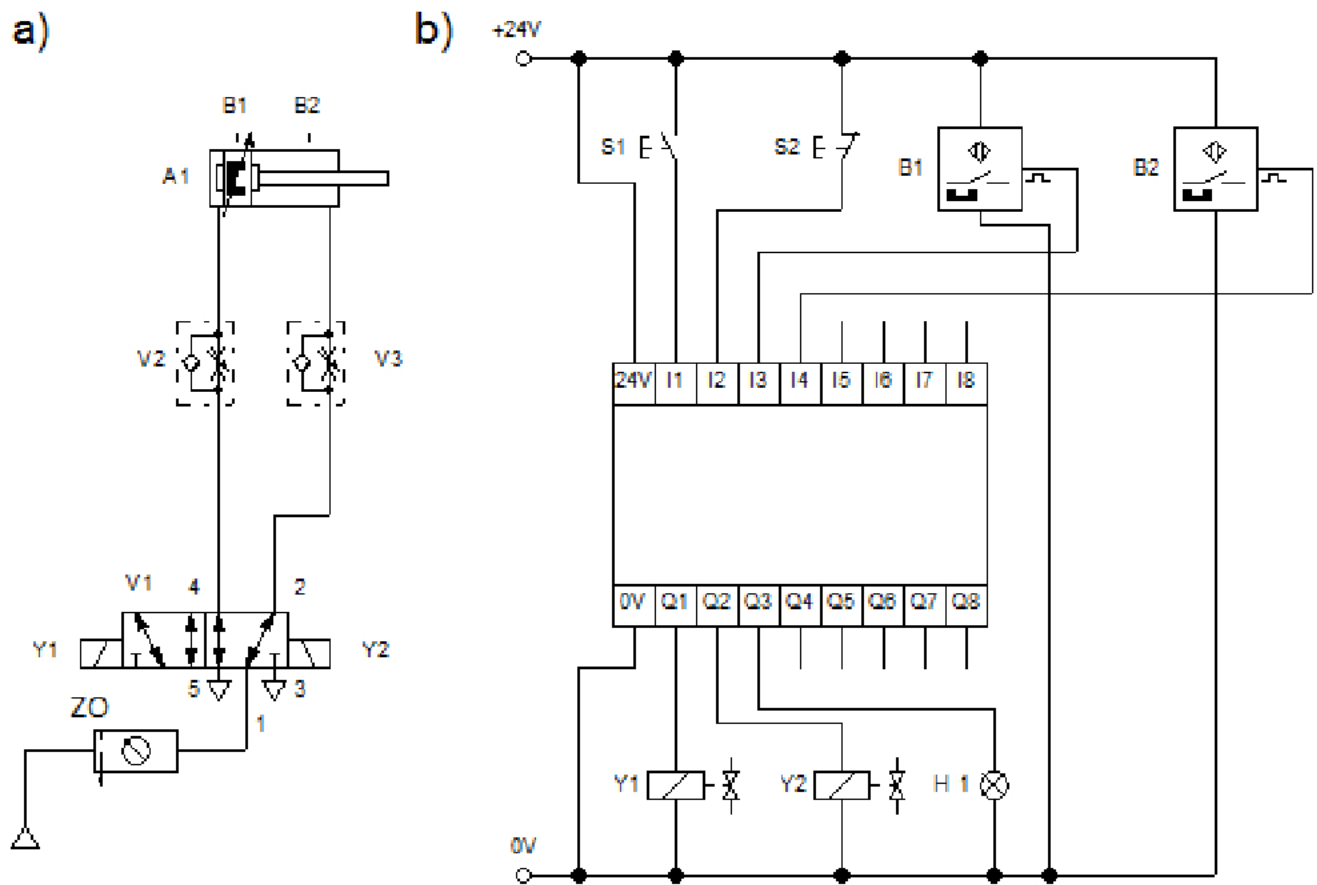 a)
b)
+24V
B1 B2
A1
S1
S2
B1
B2
V2
V3
24V I1 I2 I3 I4 I5 I6 I7 I8
V1 4 2
0V Q1 Q2 Q3 Q4 Q5 Q6 Q7 Q8
Y1
Y2
5 3
ZO
1
Y1
Y2
H 1
0V